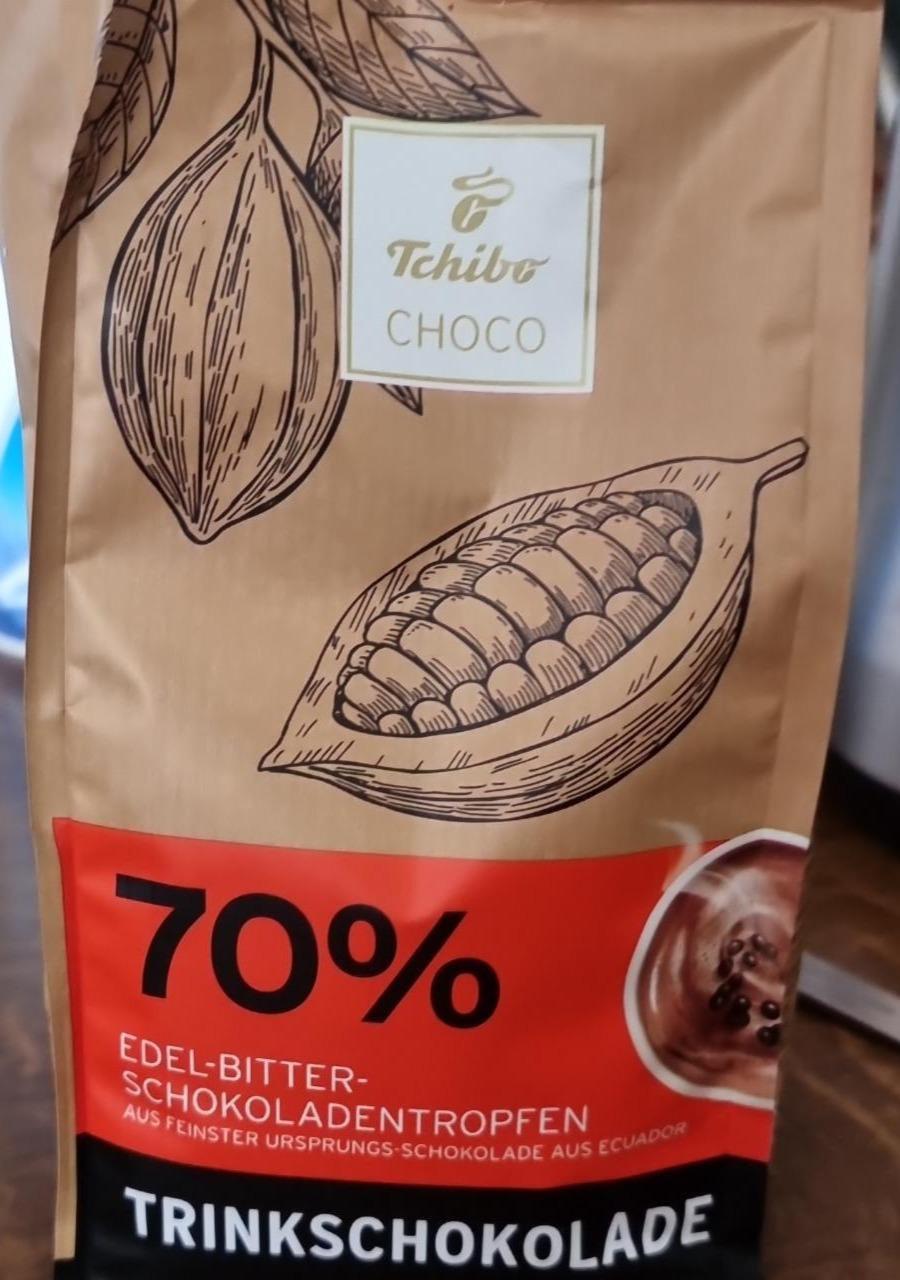 Tchibo
CHOCO
70%
EDEL-BITTER-
SCHOKOLADENTROPFEN
AUS FEINSTER URSPRUNGS-SCHOKOLADE AUS ECUADOR
TRINKSCHOKOLADE